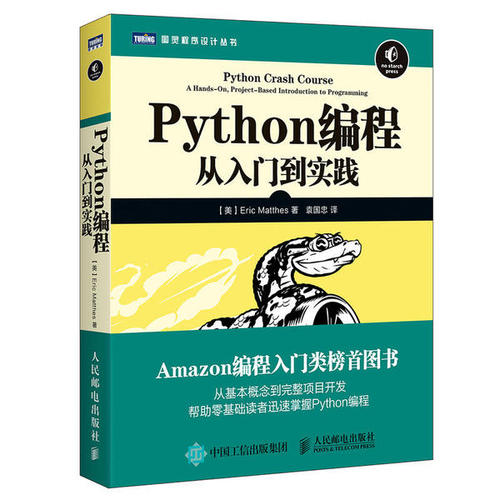 TURING
图灵程序设计丛书
no starch
press
Python Crash Course
A Hands-On, Project-Based Introduction to Programming
Python编程
从入门到实践
【美】Eric Matthes 著 袁国忠 译
Amazon编程入门类榜首图书
从基本概念到完整项目开发
帮助零基础读者迅速掌握Python编程
中国工信出版集团
人民邮电出版社
Python编程
从入门到实践
【美】Eric Matthes 著
人民邮电出版社